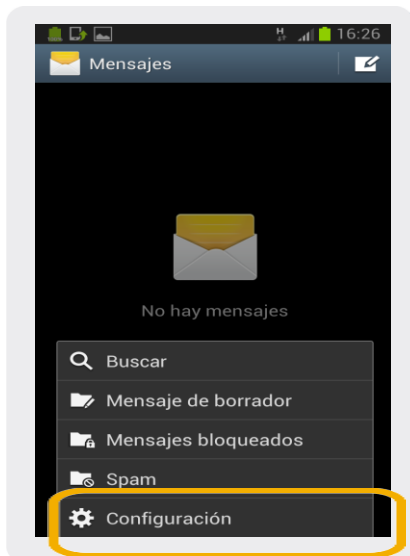 H 16:26
Mensajes
No hay mensajes
Buscar
Mensaje de borrador
Mensajes bloqueados
Spam
Configuración